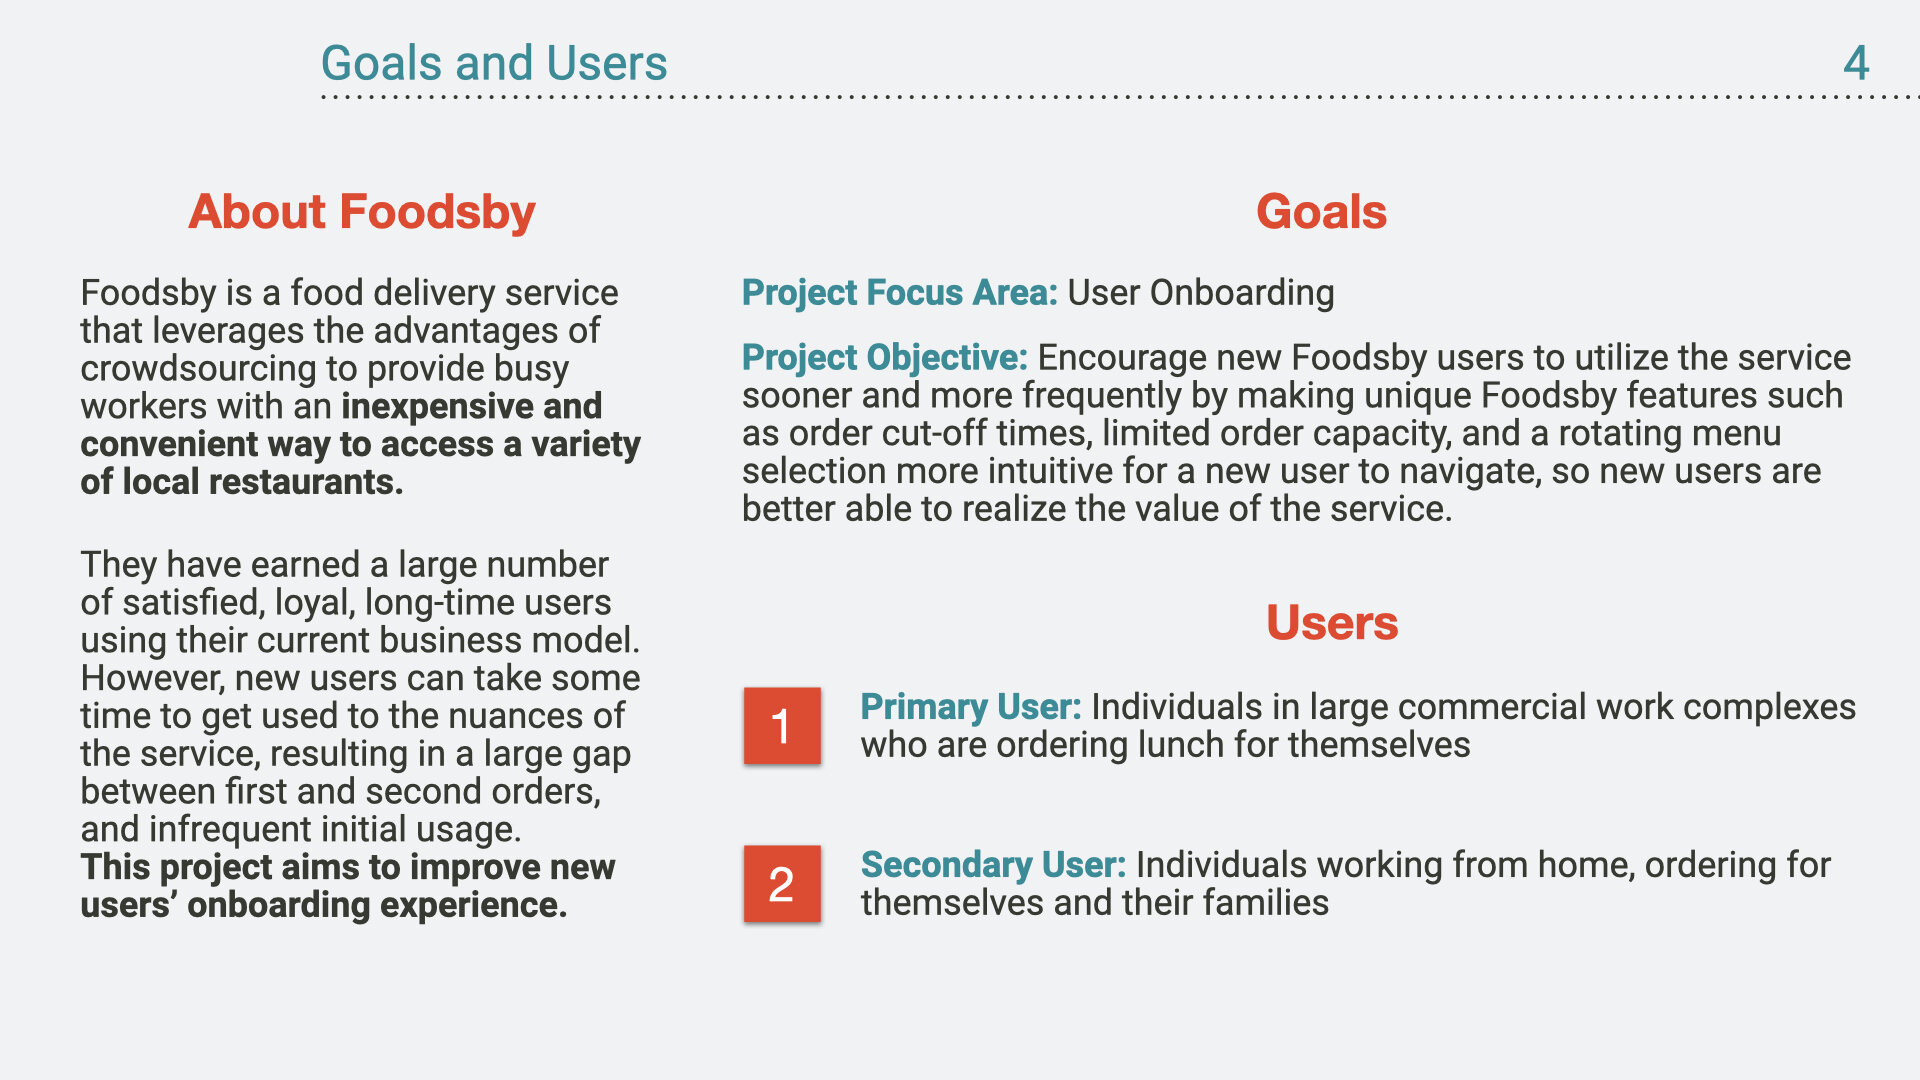 Goals and Users
4
About Foodsby
Foodsby is a food delivery service
that leverages the advantages of
crowdsourcing to provide busy
workers with an inexpensive and
convenient way to access a variety
of local restaurants.
They have earned a large number
of satisfied, loyal, long-time users
using their current business model.
However, new users can take some
time to get used to the nuances of
the service, resulting in a large gap
between first and second orders,
and infrequent initial usage.
This project aims to improve new
users’ onboarding experience.
Goals
Project Focus Area: User Onboarding
Project Objective: Encourage new Foodsby users to utilize the service
sooner and more frequently by making unique Foodsby features such
as order cut-off times, limited order capacity, and a rotating menu
selection more intuitive for a new user to navigate, so new users are
better able to realize the value of the service.
Users
1
Primary User: Individuals in large commercial work complexes
who are ordering lunch for themselves
2
Secondary User: Individuals working from home, ordering for
themselves and their families